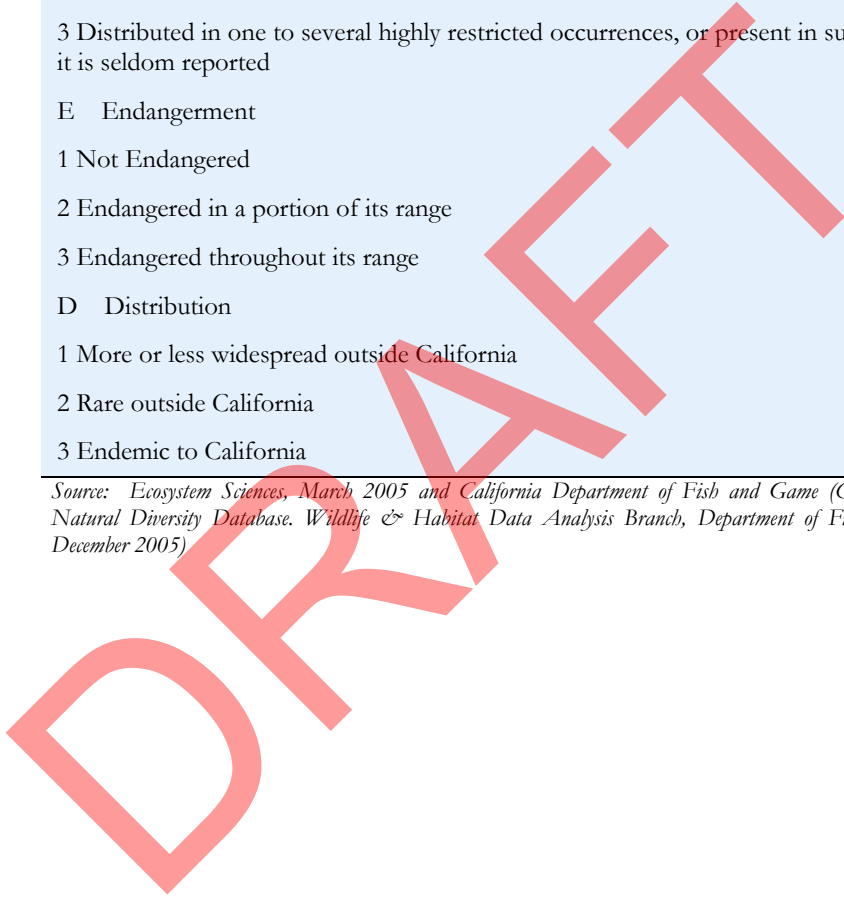 3 Distributed in one to several highly restricted occurrences, or present in su
it is seldom reported
E Endangerment
1 Not Endangered
2 Endangered in a portion of its range
3 Endangered throughout its range
D Distribution
1 More or less widespread outside California
2 Rare outside California
3 Endemic to California
Source: Ecosystem Sciences, March 2005 and California Department of Fish and Game (
Natural Diversity Database. Wildlife & Habitat Data Analysis Branch, Department of
December 2005)
DRAFT